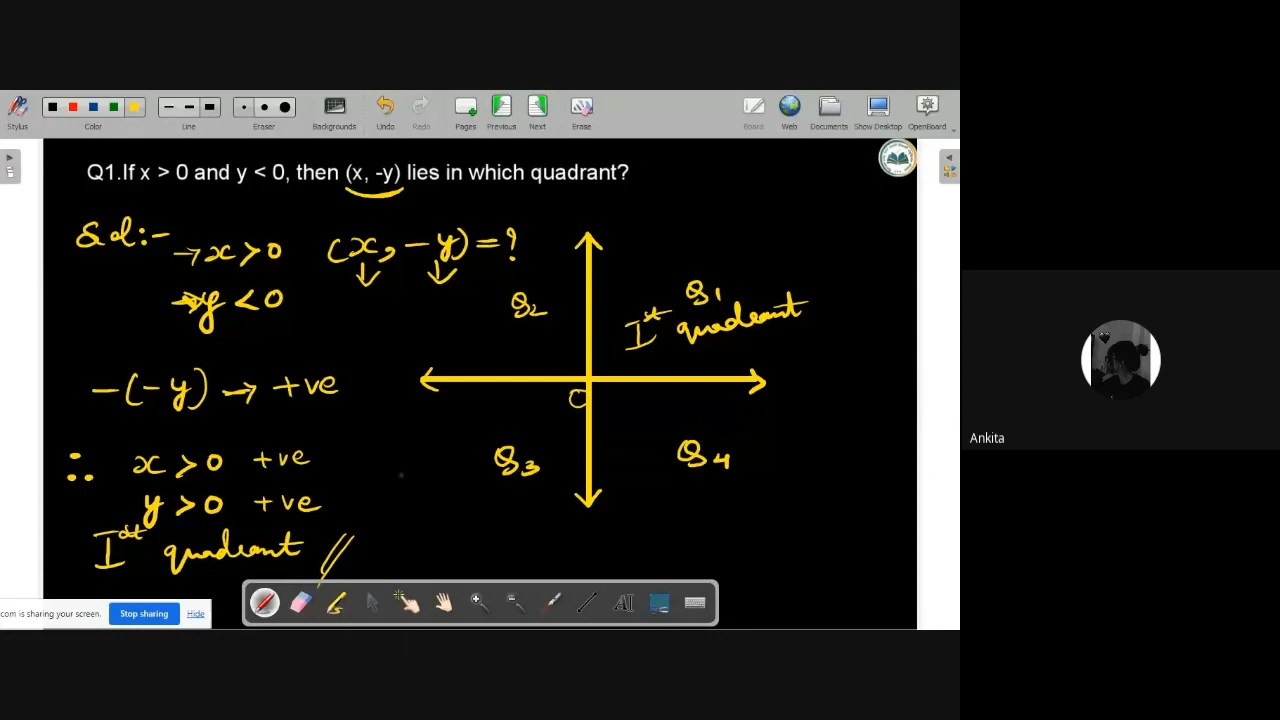 Stylus Color Line Eraser Backgrounds Undo Redo Pages Previous Next Erase Board Web Documents Show Desktop OpenBoard
Q1.If x > 0 and y < 0, then (x, -y) lies in which quadrant?
Sol:- → x > 0 (x, -y) = ?
→ y < 0
Q2
Q1
Ist quadrant
-(-y) → +ve
O
∴ x > 0 +ve
y > 0 +ve
Ist quadrant //
Q3
Q4
Ankita
com is sharing your screen. Stop sharing Hide